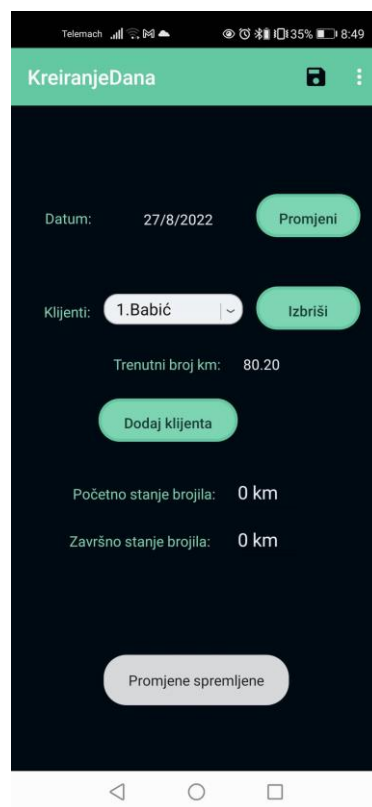 Telemach 35% 8:49
KreiranjeDana
Datum: 27/8/2022 Promjeni
Klijenti: 1.Babić Izbriši
Trenutni broj km: 80.20
Dodaj klijenta
Početno stanje brojila: 0 km
Završno stanje brojila: 0 km
Promjene spremljene